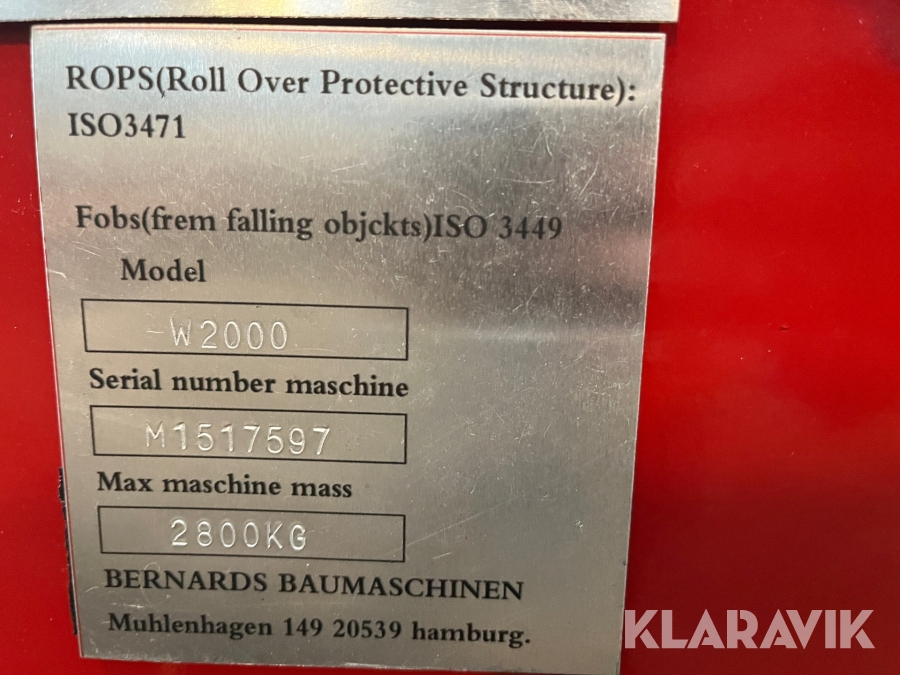 ROPS(Roll Over Protective Structure):
ISO3471
Fobs(frem falling objckts)ISO 3449
Model
-W2000
Serial number maschine
M1517597
Max maschine mass
2800KG
BERNARDS BAUMASCHINEN
Muhlenhagen 149 20539 hamburg.
KLARAVIK